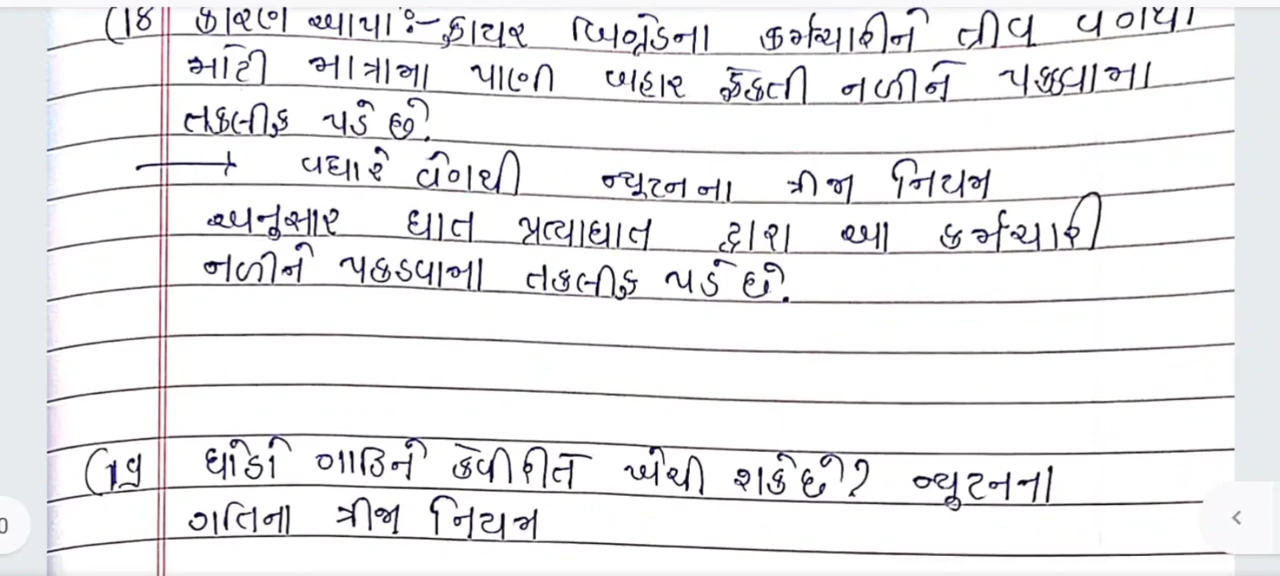 (18 કારણ આપો :- ફાયર બ્રિગેડના કર્મચારીને તીવ્ર વેગથી
મોટી માત્રામા પાણી બહાર ફેકતી નળીને પકડવામા
તકલીફ પડે છે.
→ વધારે વેગથી ન્યૂટનના ત્રીજા નિયમ
અનુસાર ઘાત પ્રત્યાઘાત દ્વારા આ કર્મચારી
નળીને પકડવામા તકલીફ પડે છે.
(19 ઘોડો ગાડિને કેવીરીતે ખેચી શકેછે? ન્યૂટનના
ગતિના ત્રીજા નિયમ